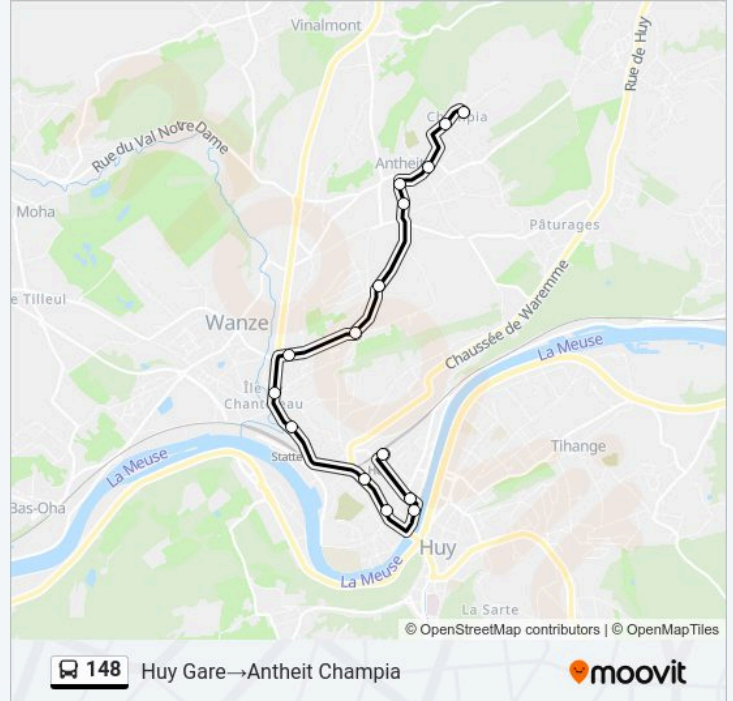 Vinalmont
Rue de Huy
Champia
Rue du Val Notre-Dame
Antheit
Moha
Pâturages
e Tilleul
Wanze
Chaussée de Waremme
La Meuse
Île
Statte
La Meuse
Tihange
Bas-Oha
Huy
La Meuse
La Sarte
© OpenStreetMap contributors | © OpenMapTiles
148 Huy Gare→Antheit Champia
moovit